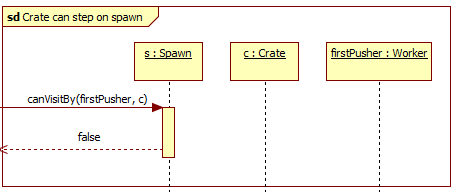 sd Crate can step on spawn
s : Spawn
c : Crate
firstPusher : Worker
canVisitBy(firstPusher, c)
false